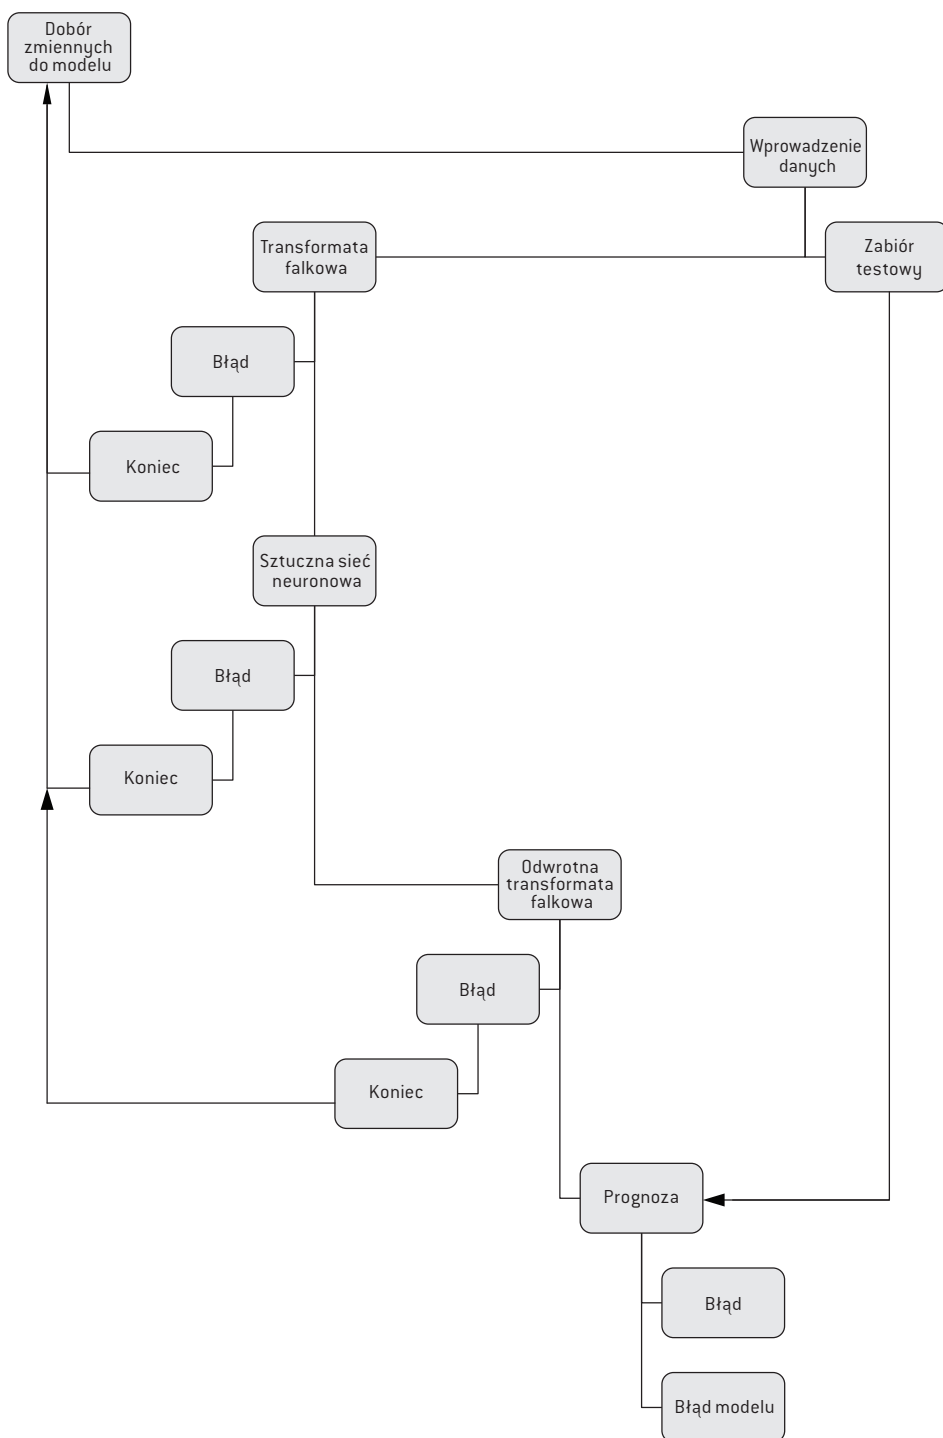 Dobór
zmiennych
do modelu
Wprowadzenie
danych
Transformata
falkowa
Zabiór
testowy
Błąd
Koniec
Sztuczna sieć
neuronowa
Błąd
Koniec
Odwrotna
transformata
falkowa
Błąd
Koniec
Prognoza
Błąd
Błąd modelu